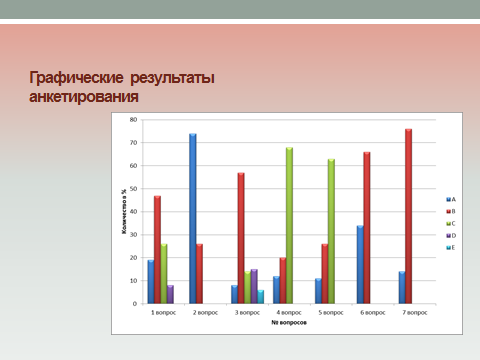 Графические результаты
анкетирования
80
70
60
50
40
30
20
10
0
Количество в %
1 вопрос 2 вопрос 3 вопрос 4 вопрос 5 вопрос 6 вопрос 7 вопрос
№ вопросов
A
B
C
D
E